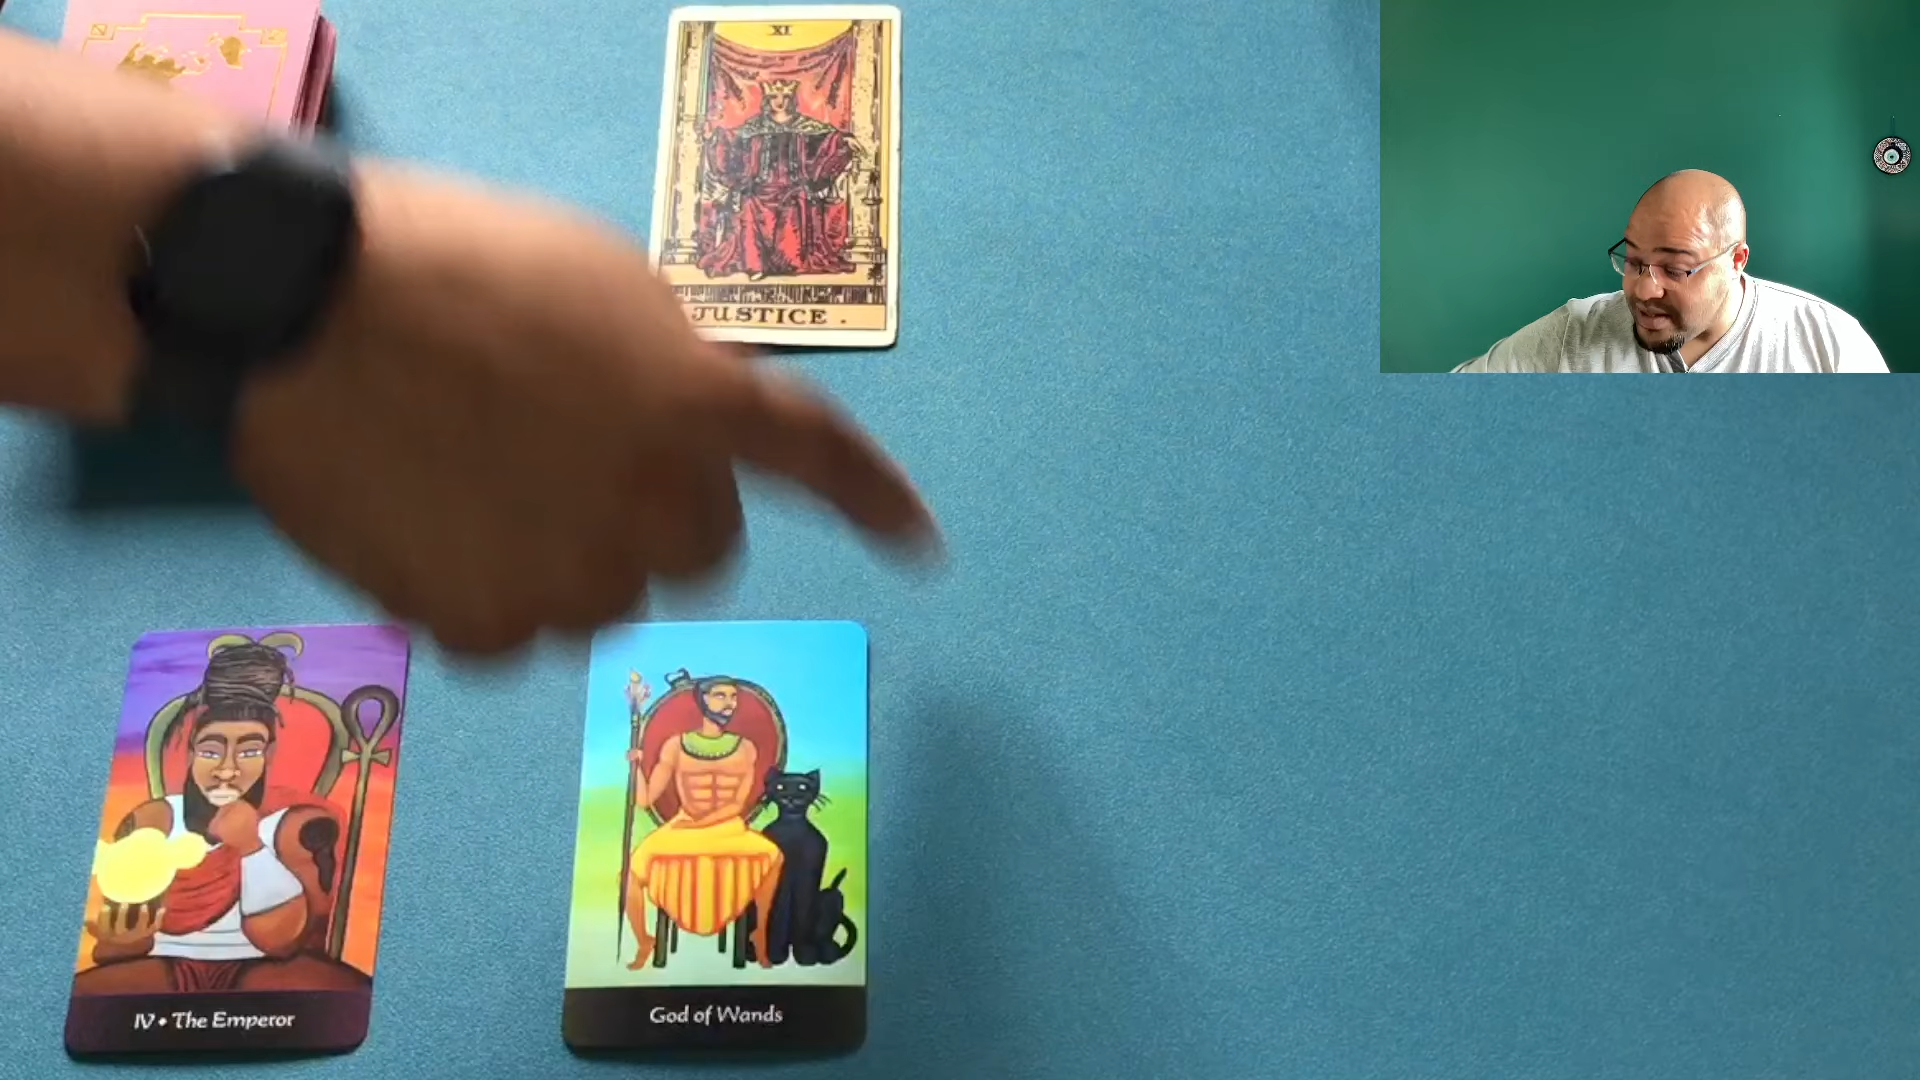 XI
JUSTICE .
IV • The Emperor
God of Wands